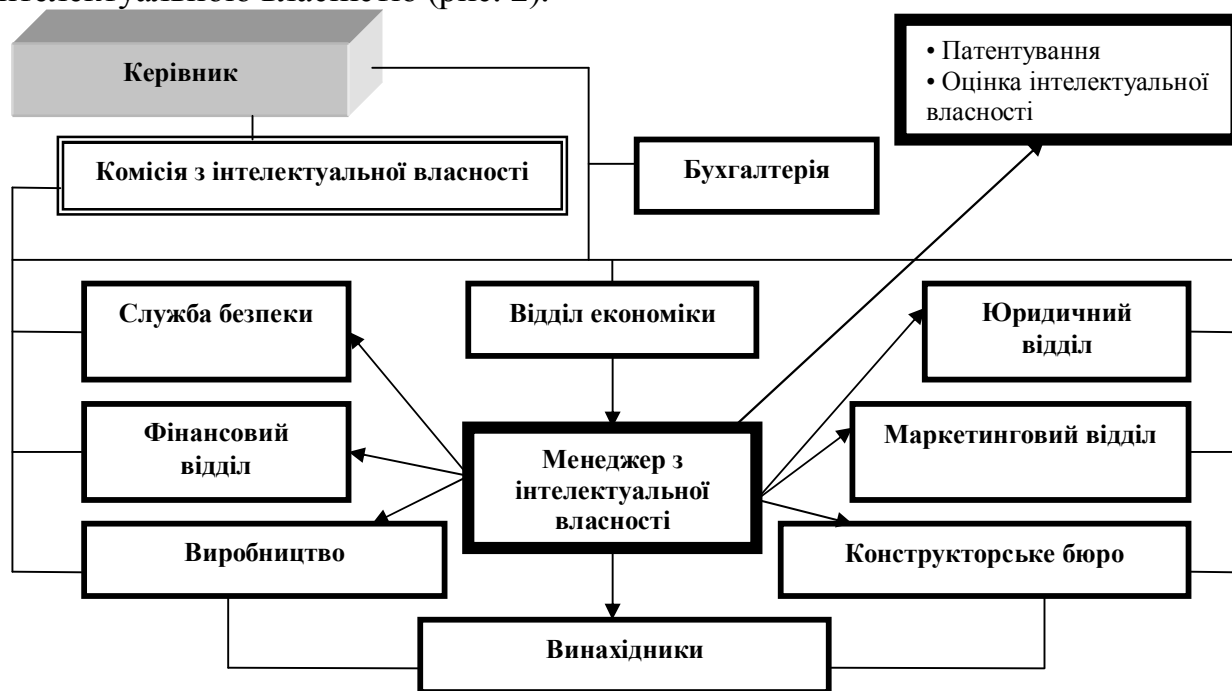 нтелектуальною власністю (рис. 2).
Керівник
• Патентування
• Оцінка інтелектуальної
власності
Комісія з інтелектуальної власності
Бухгалтерія
Служба безпеки
Відділ економіки
Юридичний
відділ
Фінансовий
відділ
Менеджер з
інтелектуальної
власності
Маркетинговий відділ
Виробництво
Конструкторське бюро
Винахідники